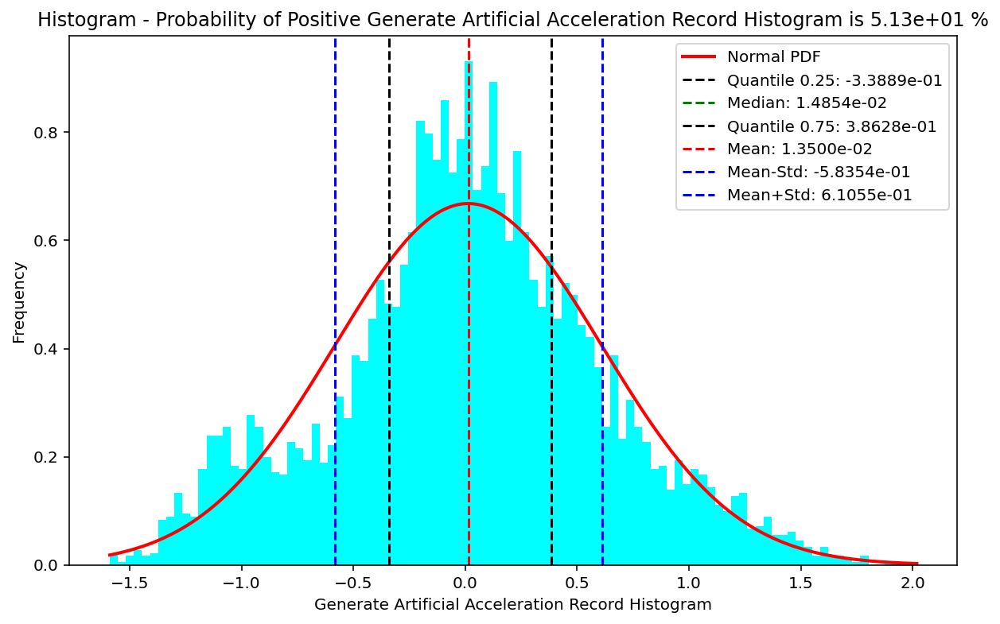 Histogram - Probability of Positive Generate Artificial Acceleration Record Histogram is 5.13e+01 %
Normal PDF
Quantile 0.25: -3.3889e-01
Median: 1.4854e-02
Quantile 0.75: 3.8628e-01
Mean: 1.3500e-02
Mean-Std: -5.8354e-01
Mean+Std: 6.1055e-01
Frequency
0.8
0.6
0.4
0.2
0.0
−1.5 −1.0 −0.5 0.0 0.5 1.0 1.5 2.0
Generate Artificial Acceleration Record Histogram